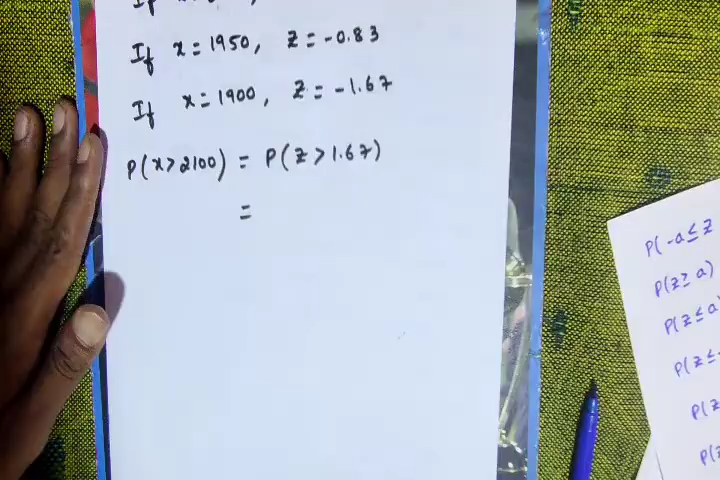 If x = 1950, z = -0.83
If x = 1900, z = -1.67
P(x > 2100) = P(z > 1.67)
=
P(-a ≤ z
P(z ≥ a)
P(z ≤ a
P(z ≤
P(z
P(z